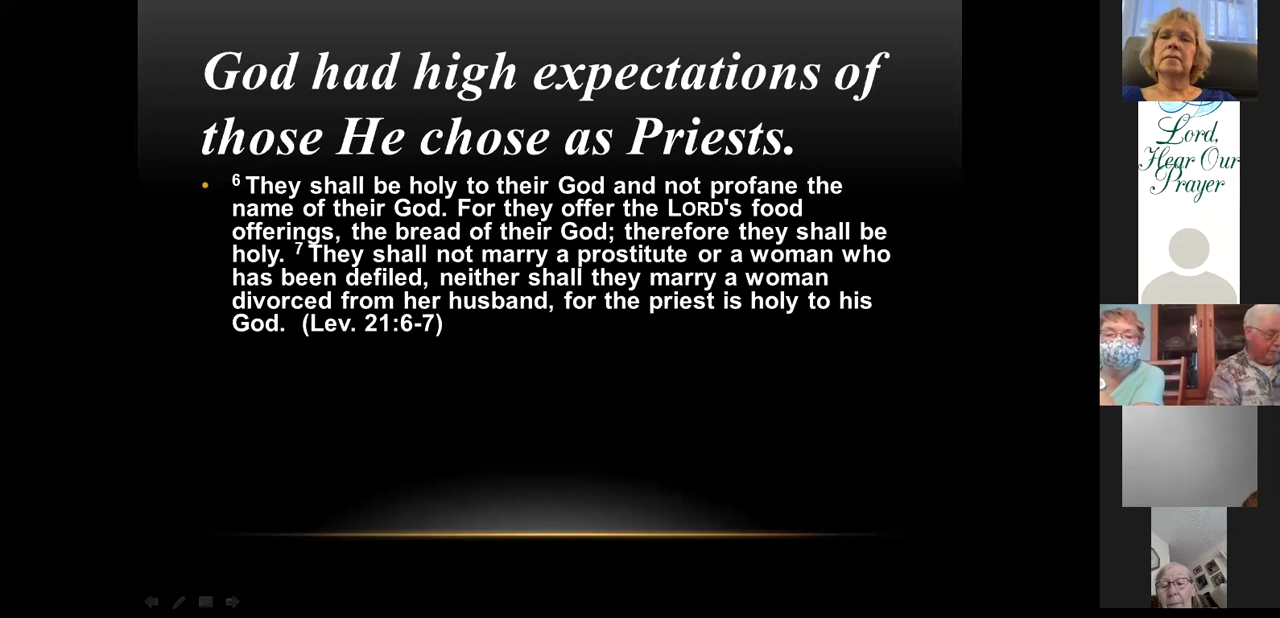 God had high expectations of
those He chose as Priests.
• 6 They shall be holy to their God and not profane the
name of their God. For they offer the LORD's food
offerings, the bread of their God; therefore they shall be
holy. 7 They shall not marry a prostitute or a woman who
has been defiled, neither shall they marry a woman
divorced from her husband, for the priest is holy to his
God. (Lev. 21:6-7)
Lord,
Hear Our
Prayer